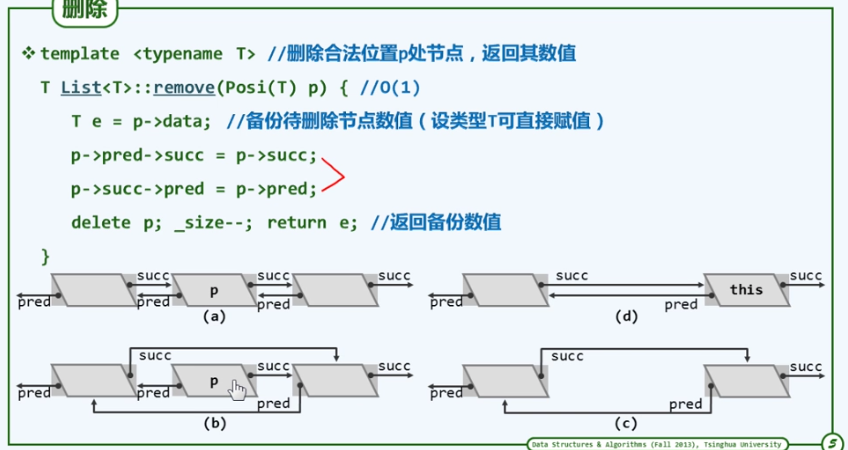 删除
❖ template <typename T> //删除合法位置p处节点，返回其数值
T List<T>::remove(Posi(T) p) { //O(1)
T e = p->data; //备份待删除节点数值（设类型T可直接赋值）
p->pred->succ = p->succ;
p->succ->pred = p->pred;
delete p; _size--; return e; //返回备份数值
}
succ succ succ succ succ
p this
pred pred pred pred pred
(a) (d)
succ succ succ succ succ
p
pred pred pred pred pred
(b) (c)
Data Structures & Algorithms (Fall 2013), Tsinghua University
5